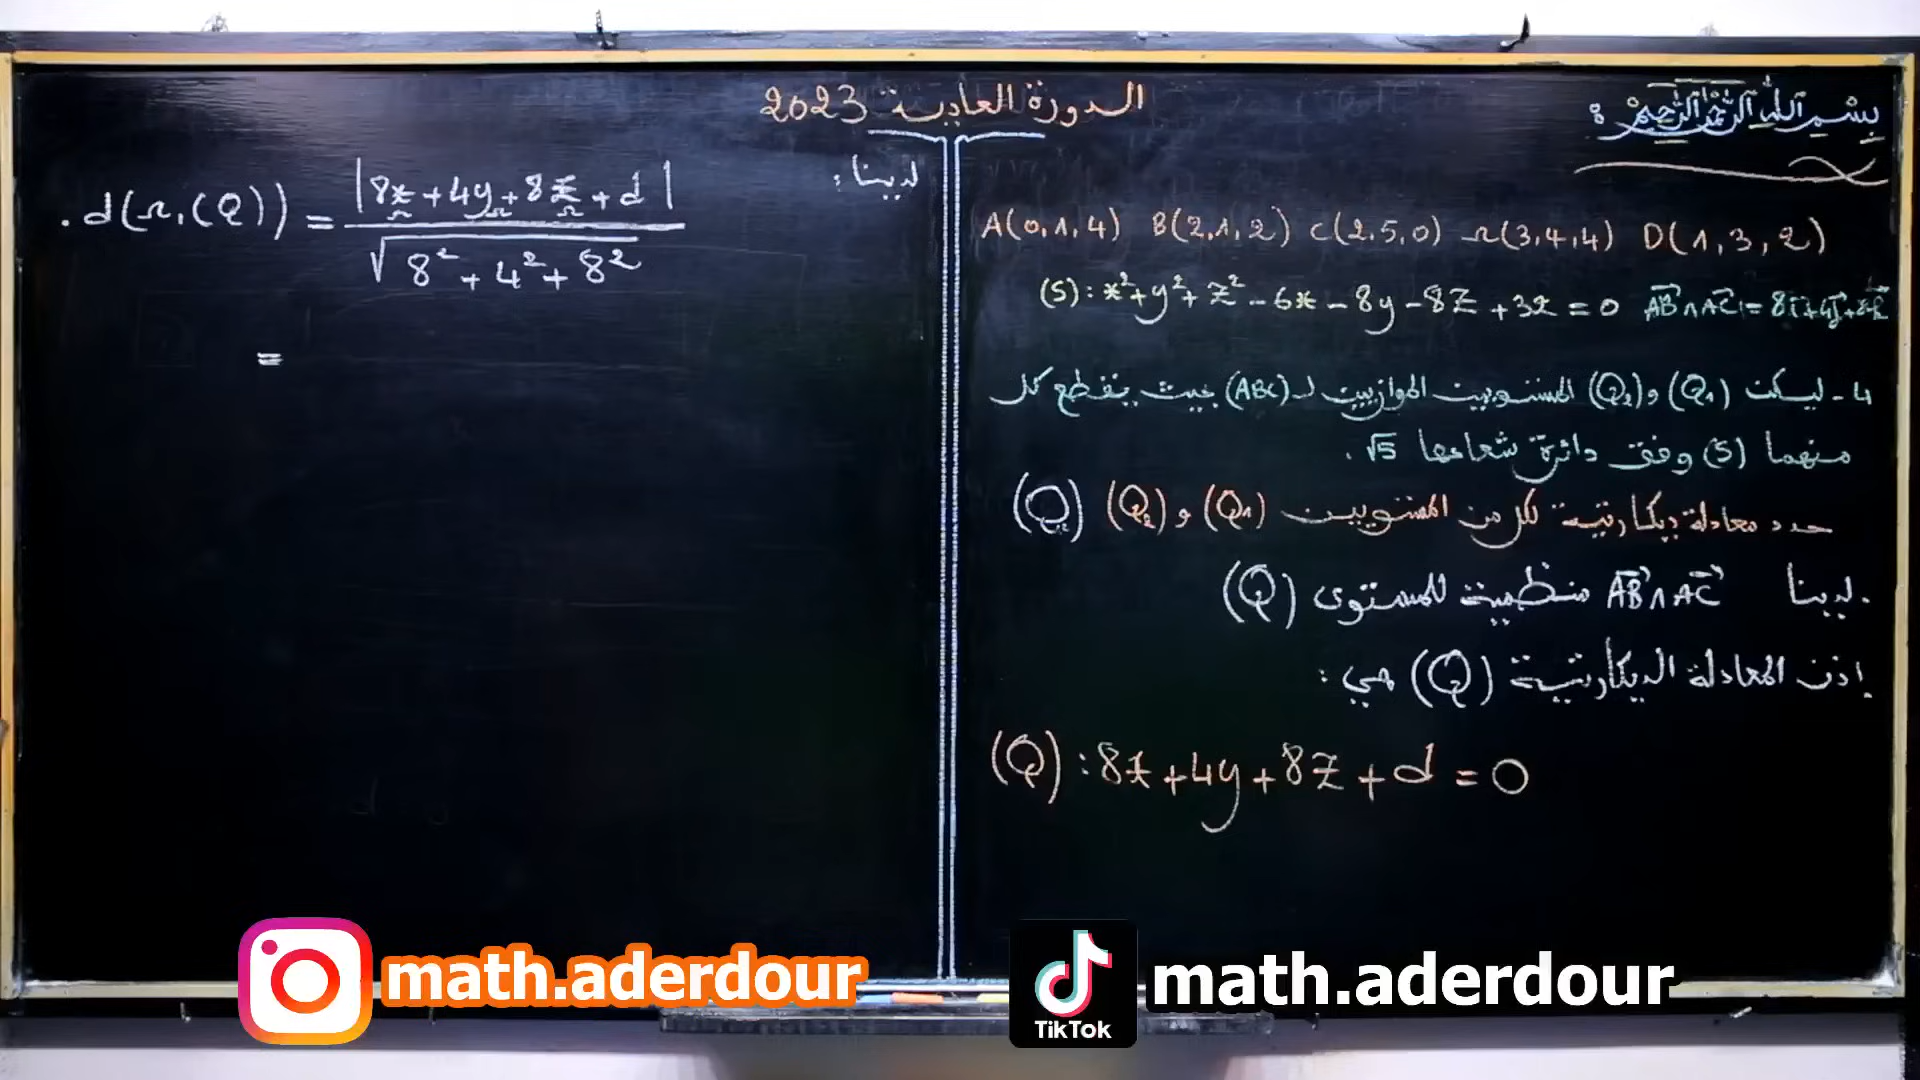 الدورة العادية 2023
بسم الله الرحمن الرحيم :
A(0,1,4) B(2,1,2) C(2,5,0) Ω(3,4,4) D(1,3,2)
(S): x²+y²+z²-6x-8y-8z+32=0 AB∧AC=8i+4j+8k
4- ليكن (Q₁) و(Q₂) المستويين الموازيين لـ(ABC) بحيث يقطع كل
منهما (S) وفق دائرة شعاعها √5 .
حدد معادلة ديكارتية لكل من المستويين (Q₁) و (Q₂) (Q)
. لدينا AB∧AC منظمية للمستوى (Q)
إذن المعادلة الديكارتية (Q) هي :
(Q): 8x+4y+8z+d=0
لدينا :
. d(Ω,(Q)) = |8x_Ω+4y_Ω+8z_Ω+d| / √(8²+4²+8²)
=
math.aderdour
TikTok
math.aderdour